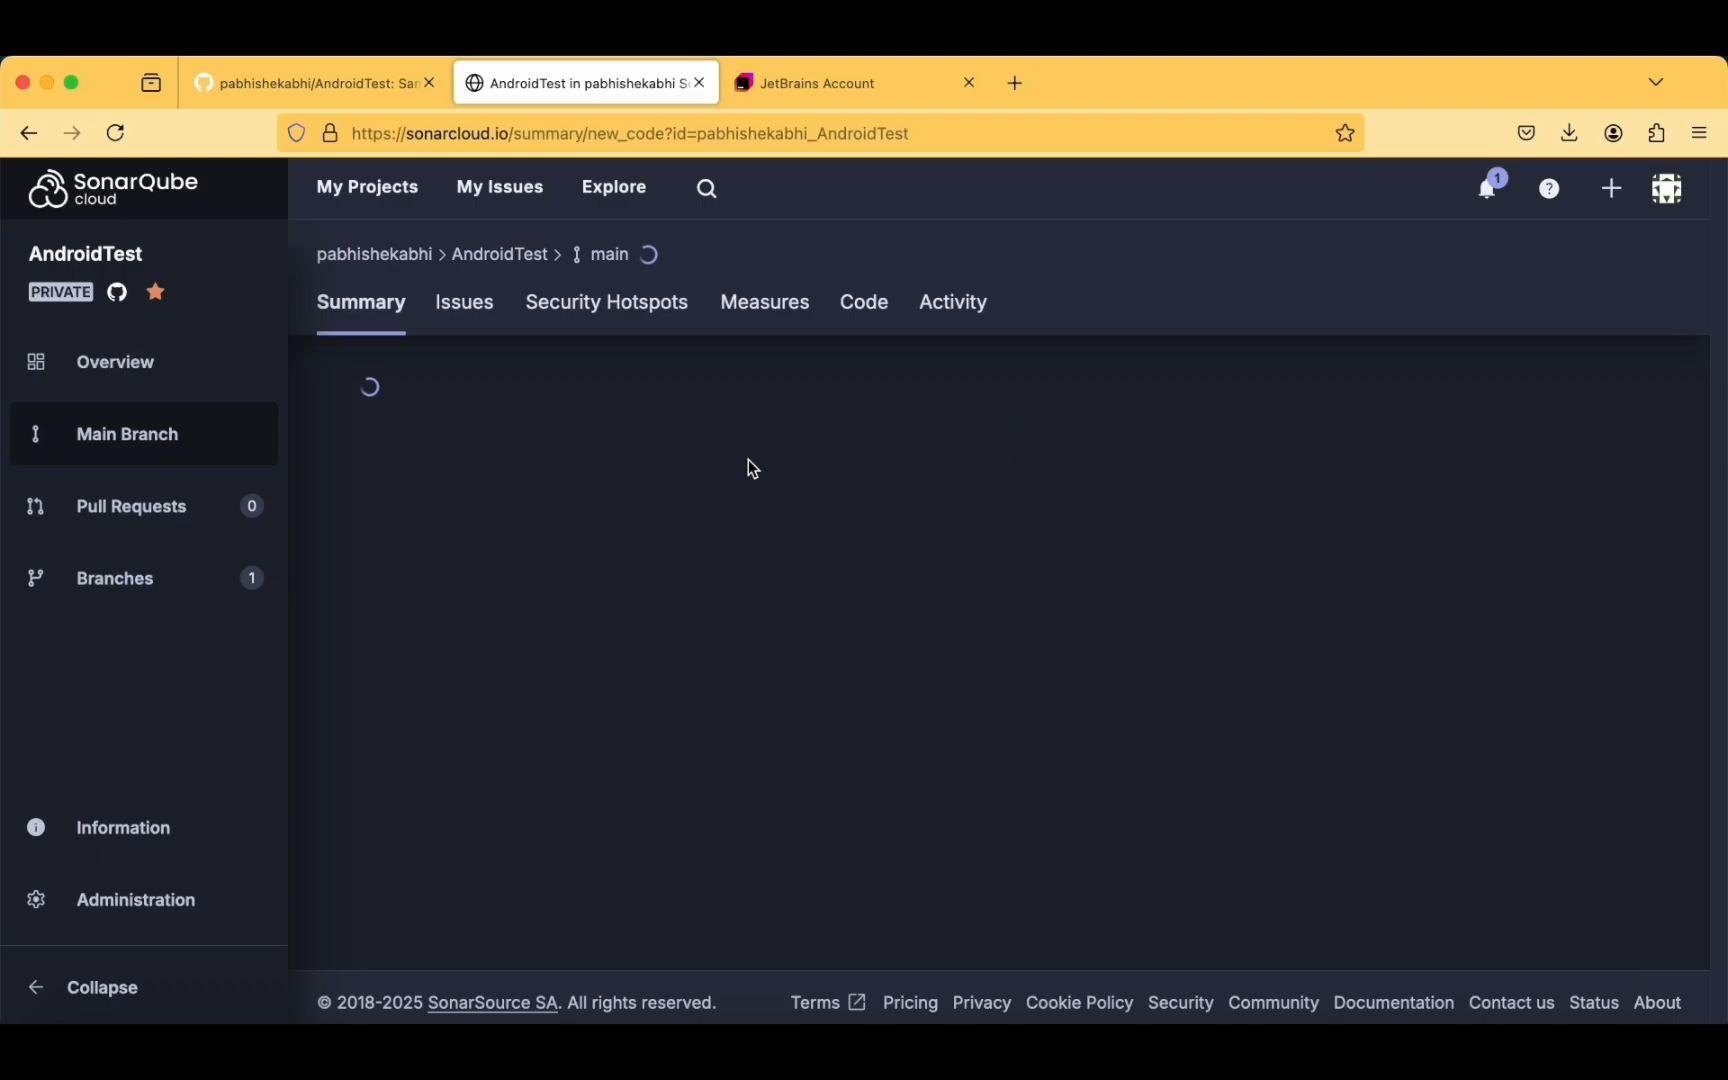 pabhishekabhi/AndroidTest: Sar
AndroidTest in pabhishekabhi S
JetBrains Account
https://sonarcloud.io/summary/new_code?id=pabhishekabhi_AndroidTest
SonarQube
cloud
My Projects
My Issues
Explore
1
?
AndroidTest
PRIVATE
pabhishekabhi > AndroidTest > main
Summary
Issues
Security Hotspots
Measures
Code
Activity
Overview
Main Branch
Pull Requests
0
Branches
1
Information
Administration
Collapse
© 2018-2025 SonarSource SA. All rights reserved.
Terms
Pricing
Privacy
Cookie Policy
Security
Community
Documentation
Contact us
Status
About